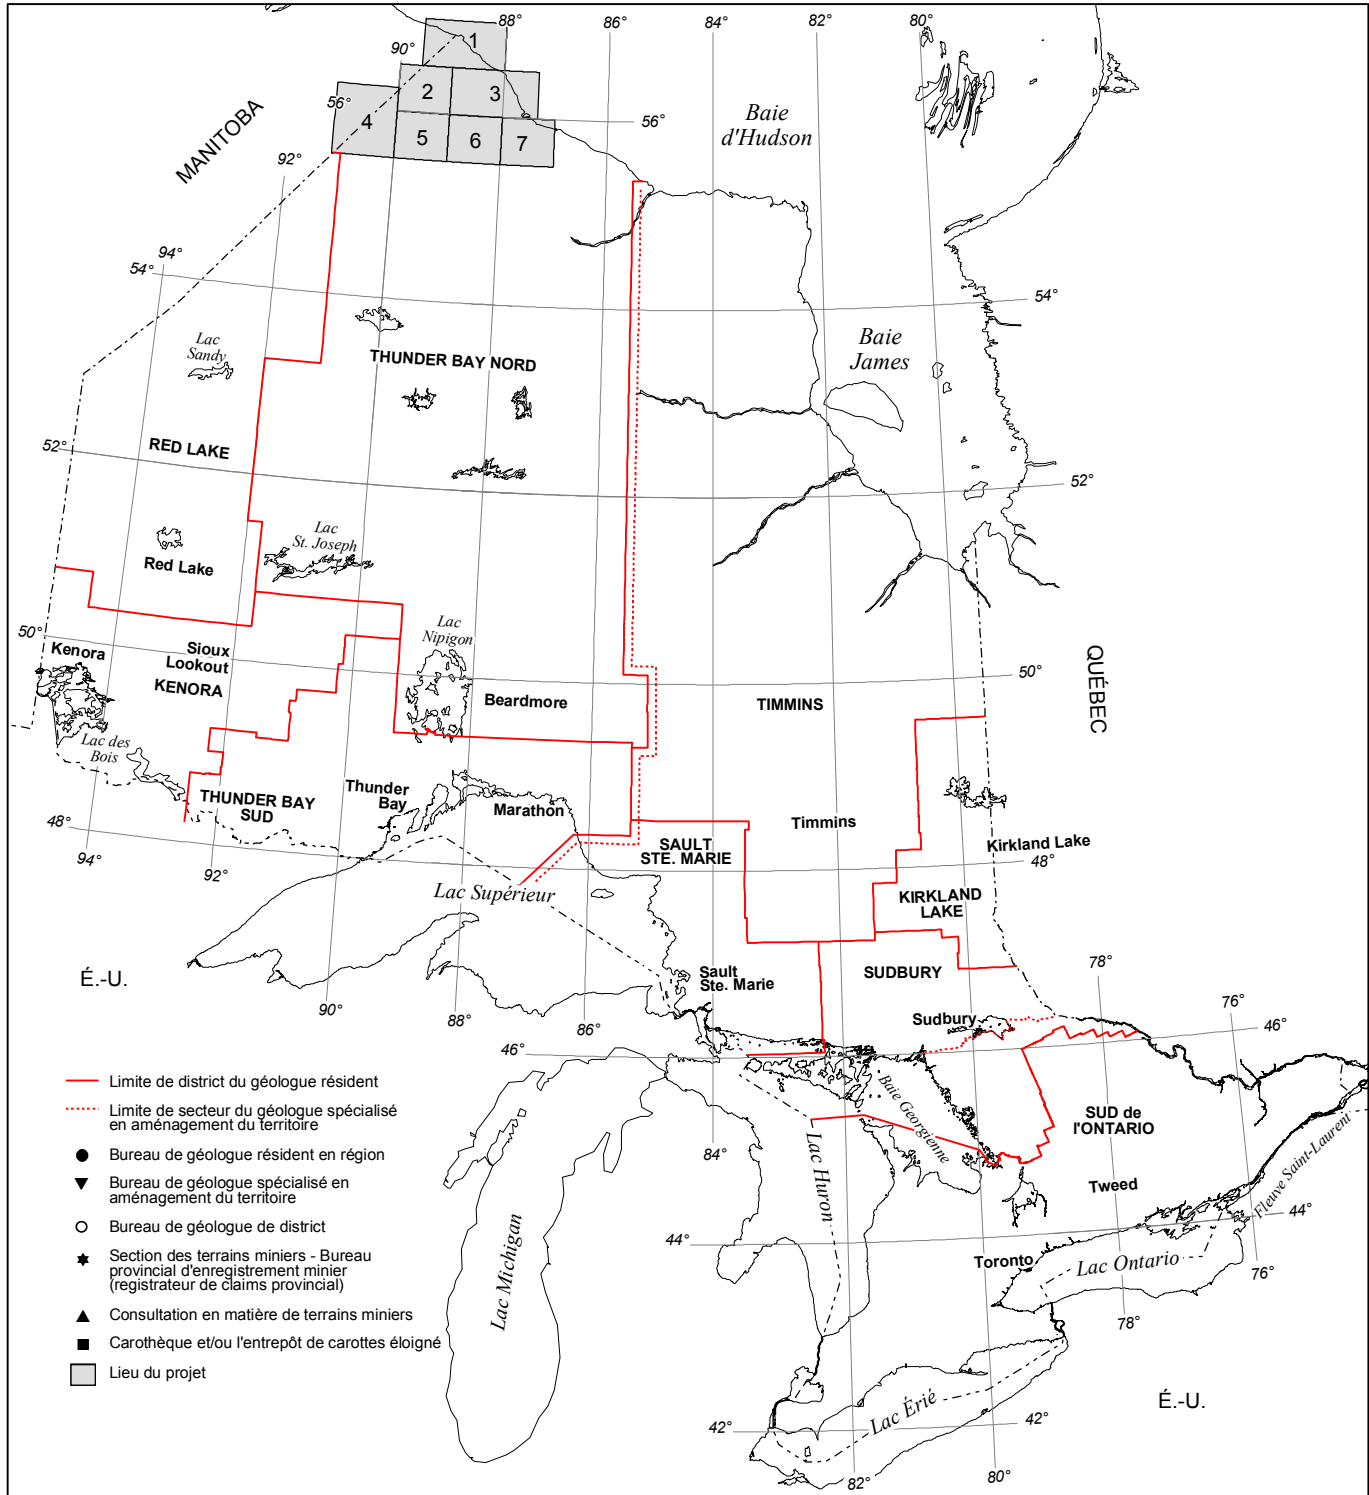 88°
86°
84°
82°
80°
90°
1
2
3
56°
4
5
6
7
56°
MANITOBA
92°
Baie
d'Hudson
94°
54°
54°
Lac
Sandy
THUNDER BAY NORD
Baie
James
52°
RED LAKE
52°
Lac
St. Joseph
Red Lake
50°
Kenora
Sioux
Lookout
KENORA
Lac
Nipigon
Beardmore
TIMMINS
50°
QUÉBEC
Lac des
Bois
THUNDER BAY
SUD
Thunder
Bay
Marathon
48°
94°
92°
SAULT
STE. MARIE
Timmins
Kirkland Lake
48°
Lac Supérieur
KIRKLAND
LAKE
É.-U.
Sault
Ste. Marie
SUDBURY
78°
76°
90°
88°
86°
Sudbury
46°
46°
Limite de district du géologue résident
Limite de secteur du géologue spécialisé
en aménagement du territoire
Bureau de géologue résident en région
Bureau de géologue spécialisé en
aménagement du territoire
Bureau de géologue de district
Section des terrains miniers - Bureau
provincial d'enregistrement minier
(registrateur de claims provincial)
Consultation en matière de terrains miniers
Carothèque et/ou l'entrepôt de carottes éloigné
Lieu du projet
Baie Georgienne
SUD de
l'ONTARIO
84°
Lac Huron
Tweed
Fleuve Saint-Laurent
44°
44°
Lac Michigan
Toronto
Lac Ontario
76°
78°
Lac Érié
É.-U.
42°
42°
82°
80°